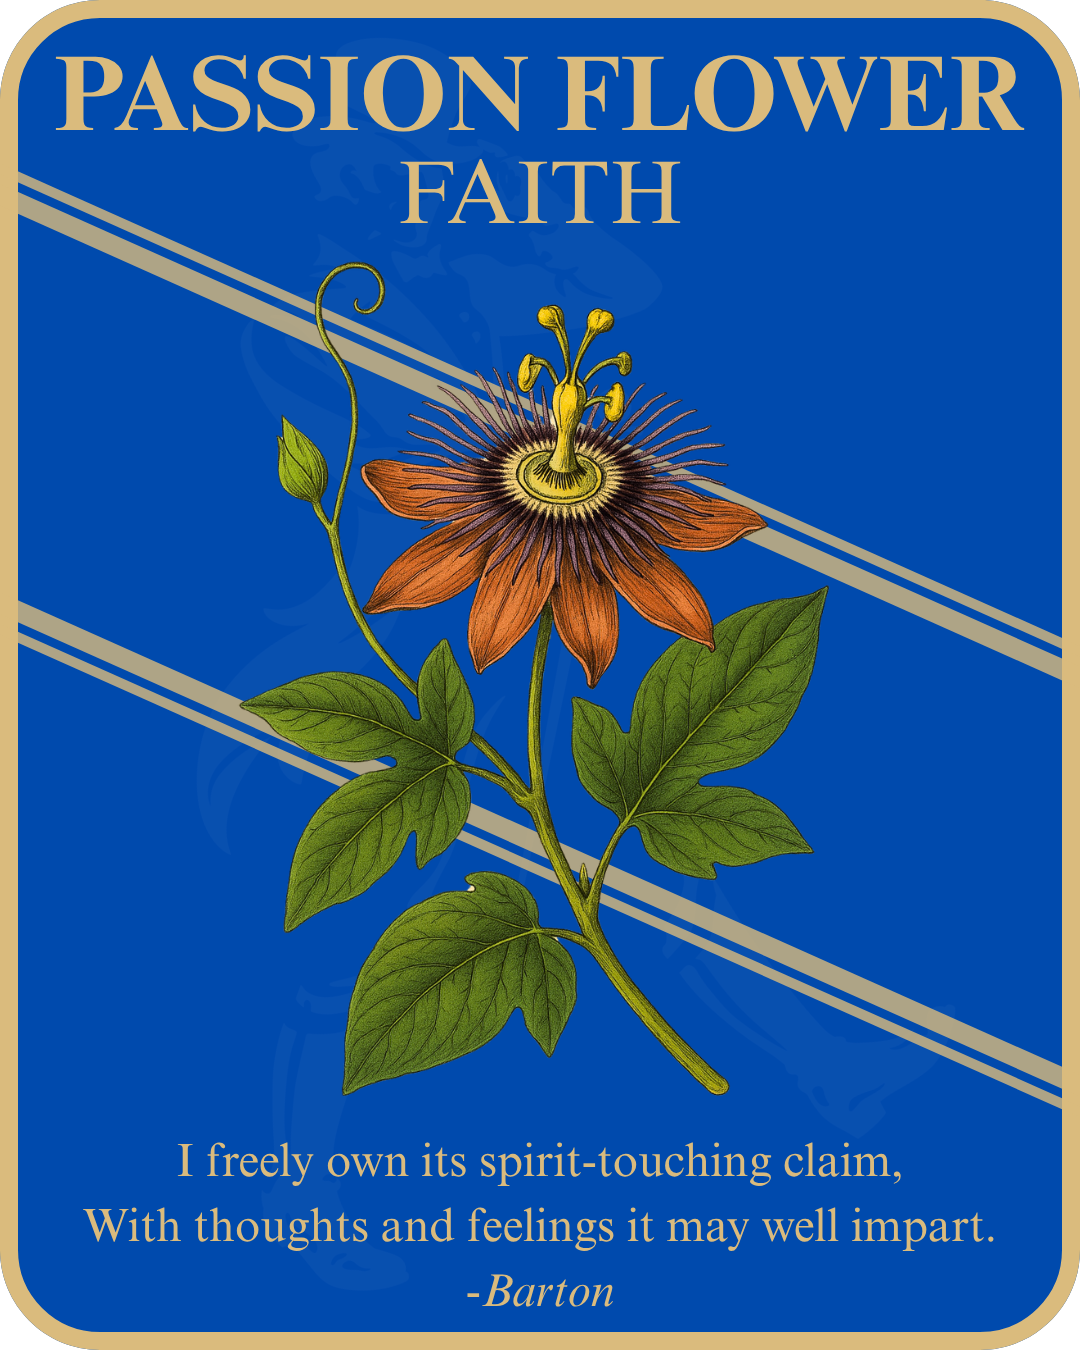 PASSION FLOWER
FAITH
I freely own its spirit-touching claim,
With thoughts and feelings it may well impart.
-Barton